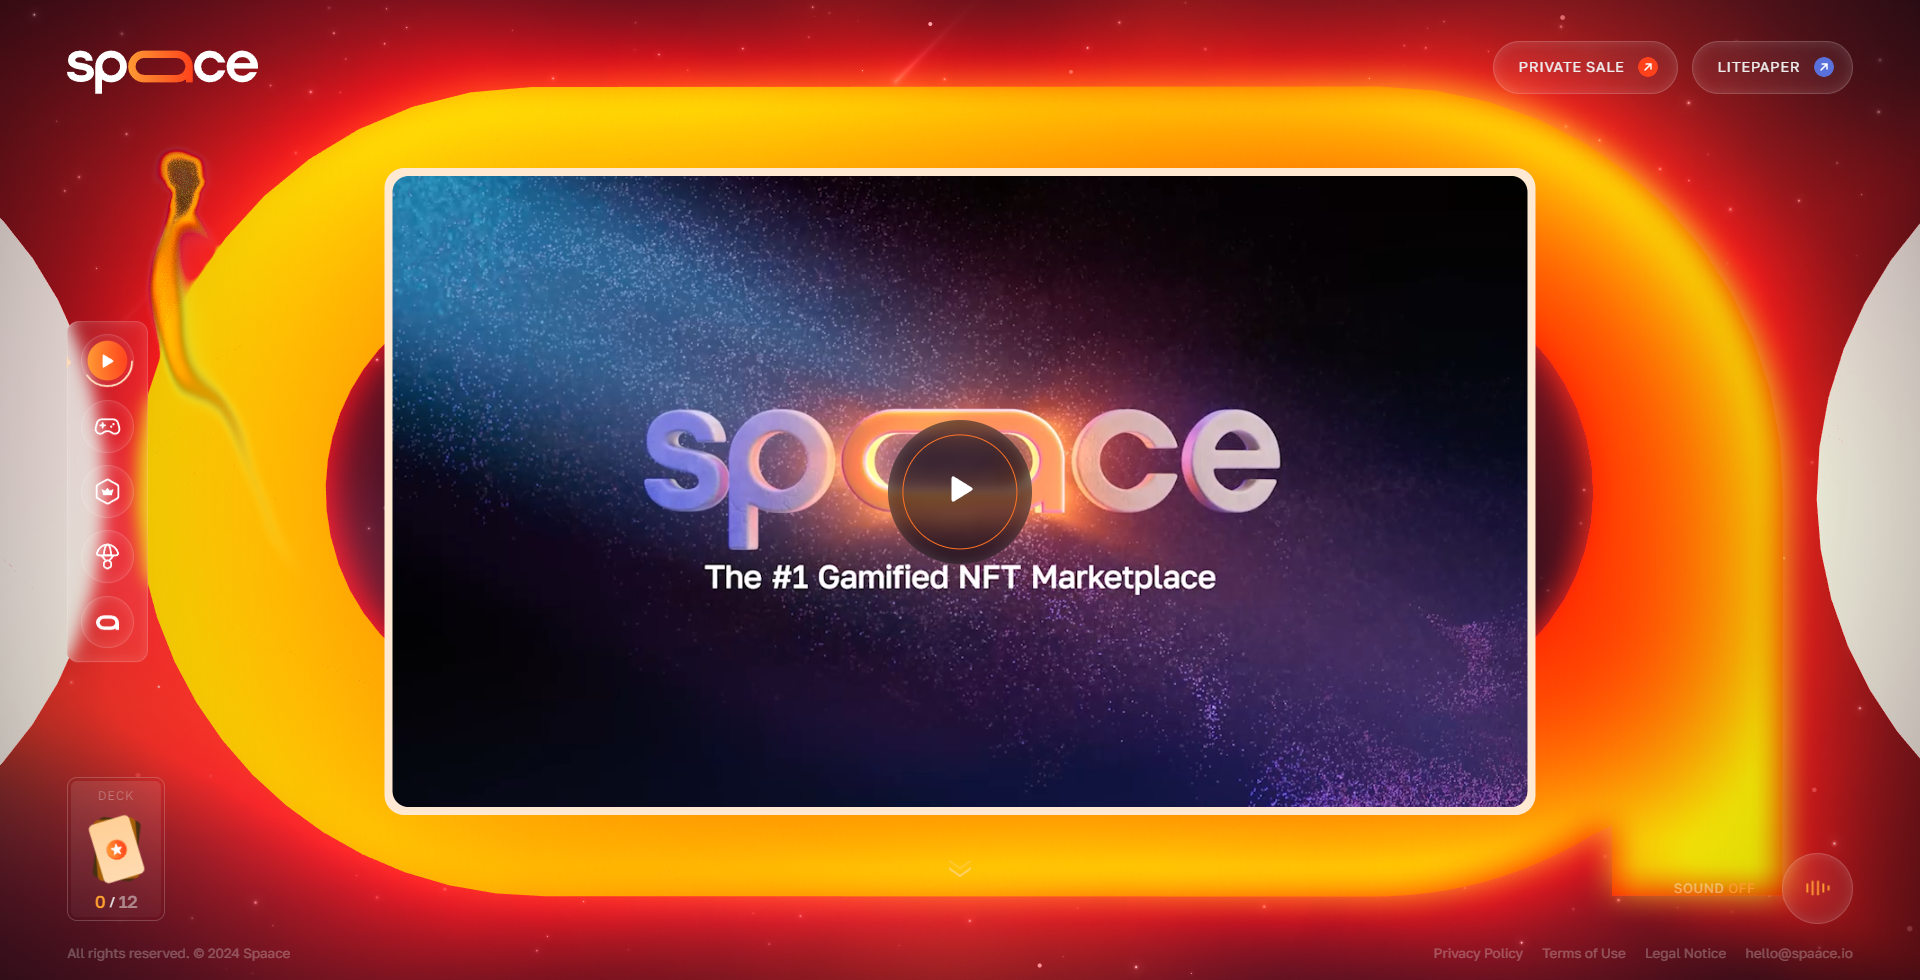 spaace
PRIVATE SALE
LITEPAPER
spaace
The #1 Gamified NFT Marketplace
DECK
0 / 12
SOUND OFF
All rights reserved. © 2024 Spaace
Privacy Policy
Terms of Use
Legal Notice
hello@spaace.io